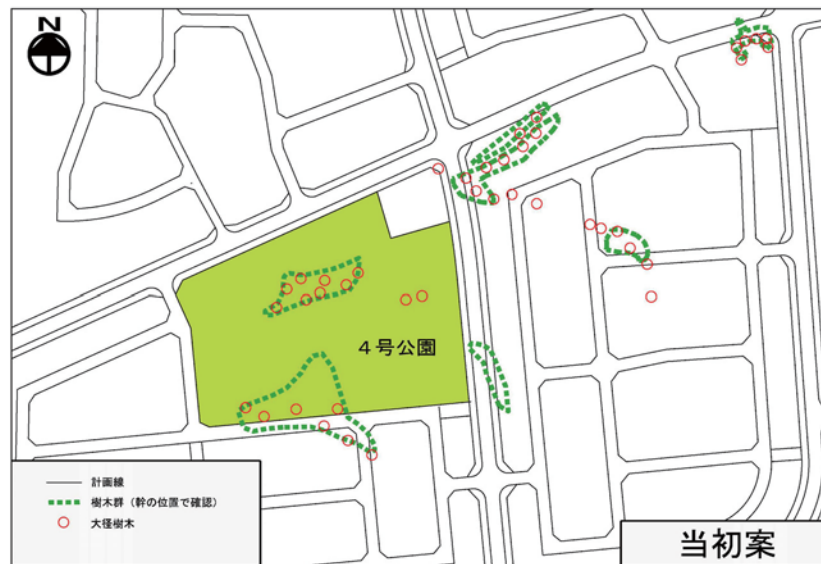 N
４号公園
計画線
樹木群（幹の位置で確認）
大径樹木
当初案